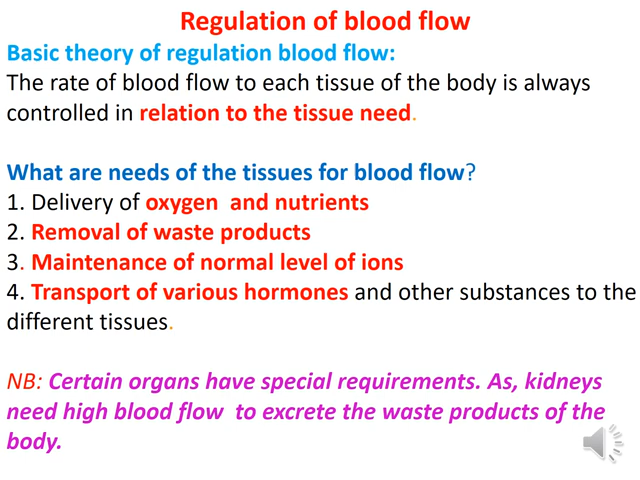 Regulation of blood flow
Basic theory of regulation blood flow:
The rate of blood flow to each tissue of the body is always
controlled in relation to the tissue need.
What are needs of the tissues for blood flow?
1. Delivery of oxygen  and nutrients
2. Removal of waste products
3. Maintenance of normal level of ions
4. Transport of various hormones and other substances to the
different tissues.
NB: Certain organs have special requirements. As, kidneys
need high blood flow  to excrete the waste products of the
body.